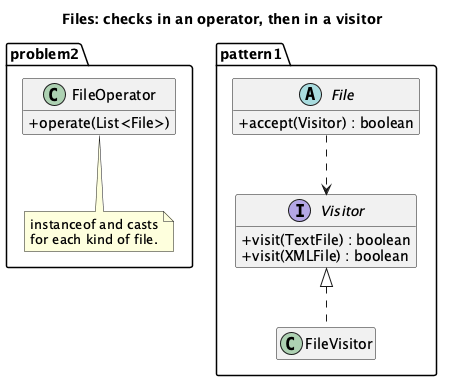 Files: checks in an operator, then in a visitor
problem2
C FileOperator
+operate(List<File>)
instanceof and casts
for each kind of file.
pattern1
A File
+accept(Visitor) : boolean
I Visitor
+visit(TextFile) : boolean
+visit(XMLFile) : boolean
C FileVisitor